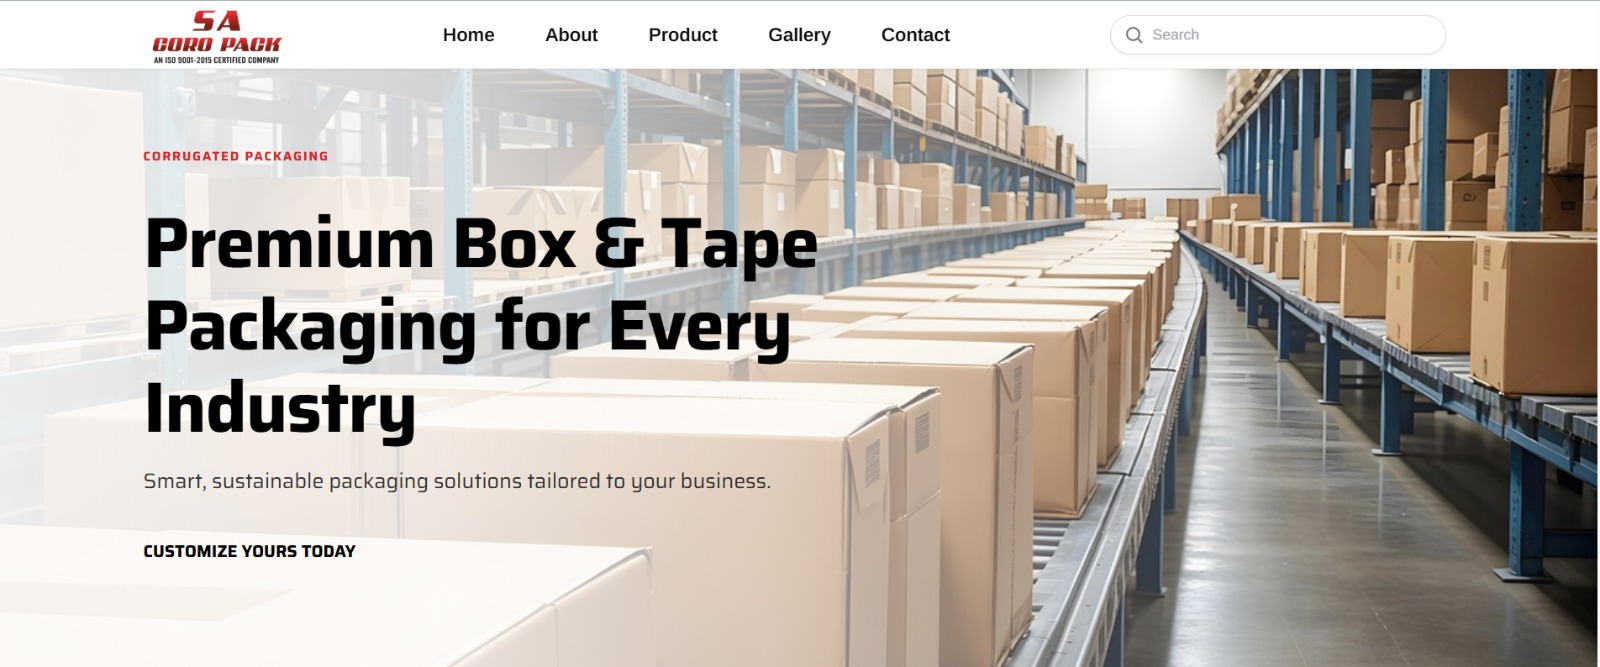 SA
CORO PACK
AN ISO 9001-2015 CERTIFIED COMPANY
Home About Product Gallery Contact
Search
CORRUGATED PACKAGING
Premium Box & Tape
Packaging for Every
Industry
Smart, sustainable packaging solutions tailored to your business.
CUSTOMIZE YOURS TODAY